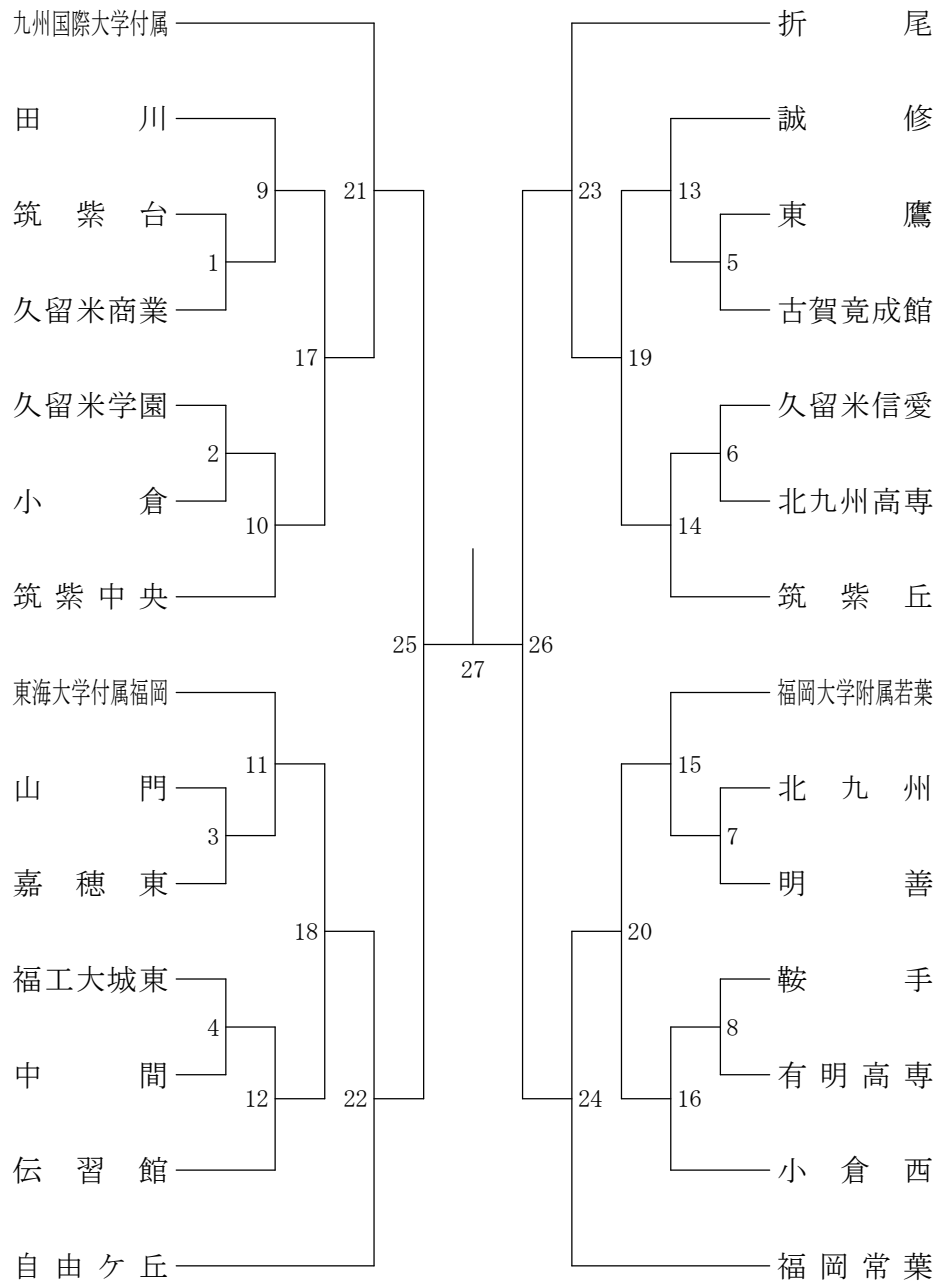 九州国際大学付属
田川
筑紫台
久留米商業
久留米学園
小倉
筑紫中央
東海大学付属福岡
山門
嘉穂東
福工大城東
中間
伝習館
自由ケ丘
1
2
3
4
9
10
11
12
17
18
21
22
25
27
26
23
24
19
20
13
14
15
16
5
6
7
8
折尾
誠修
東鷹
古賀竟成館
久留米信愛
北九州高専
筑紫丘
福岡大学附属若葉
北九州
明善
鞍手
有明高専
小倉西
福岡常葉